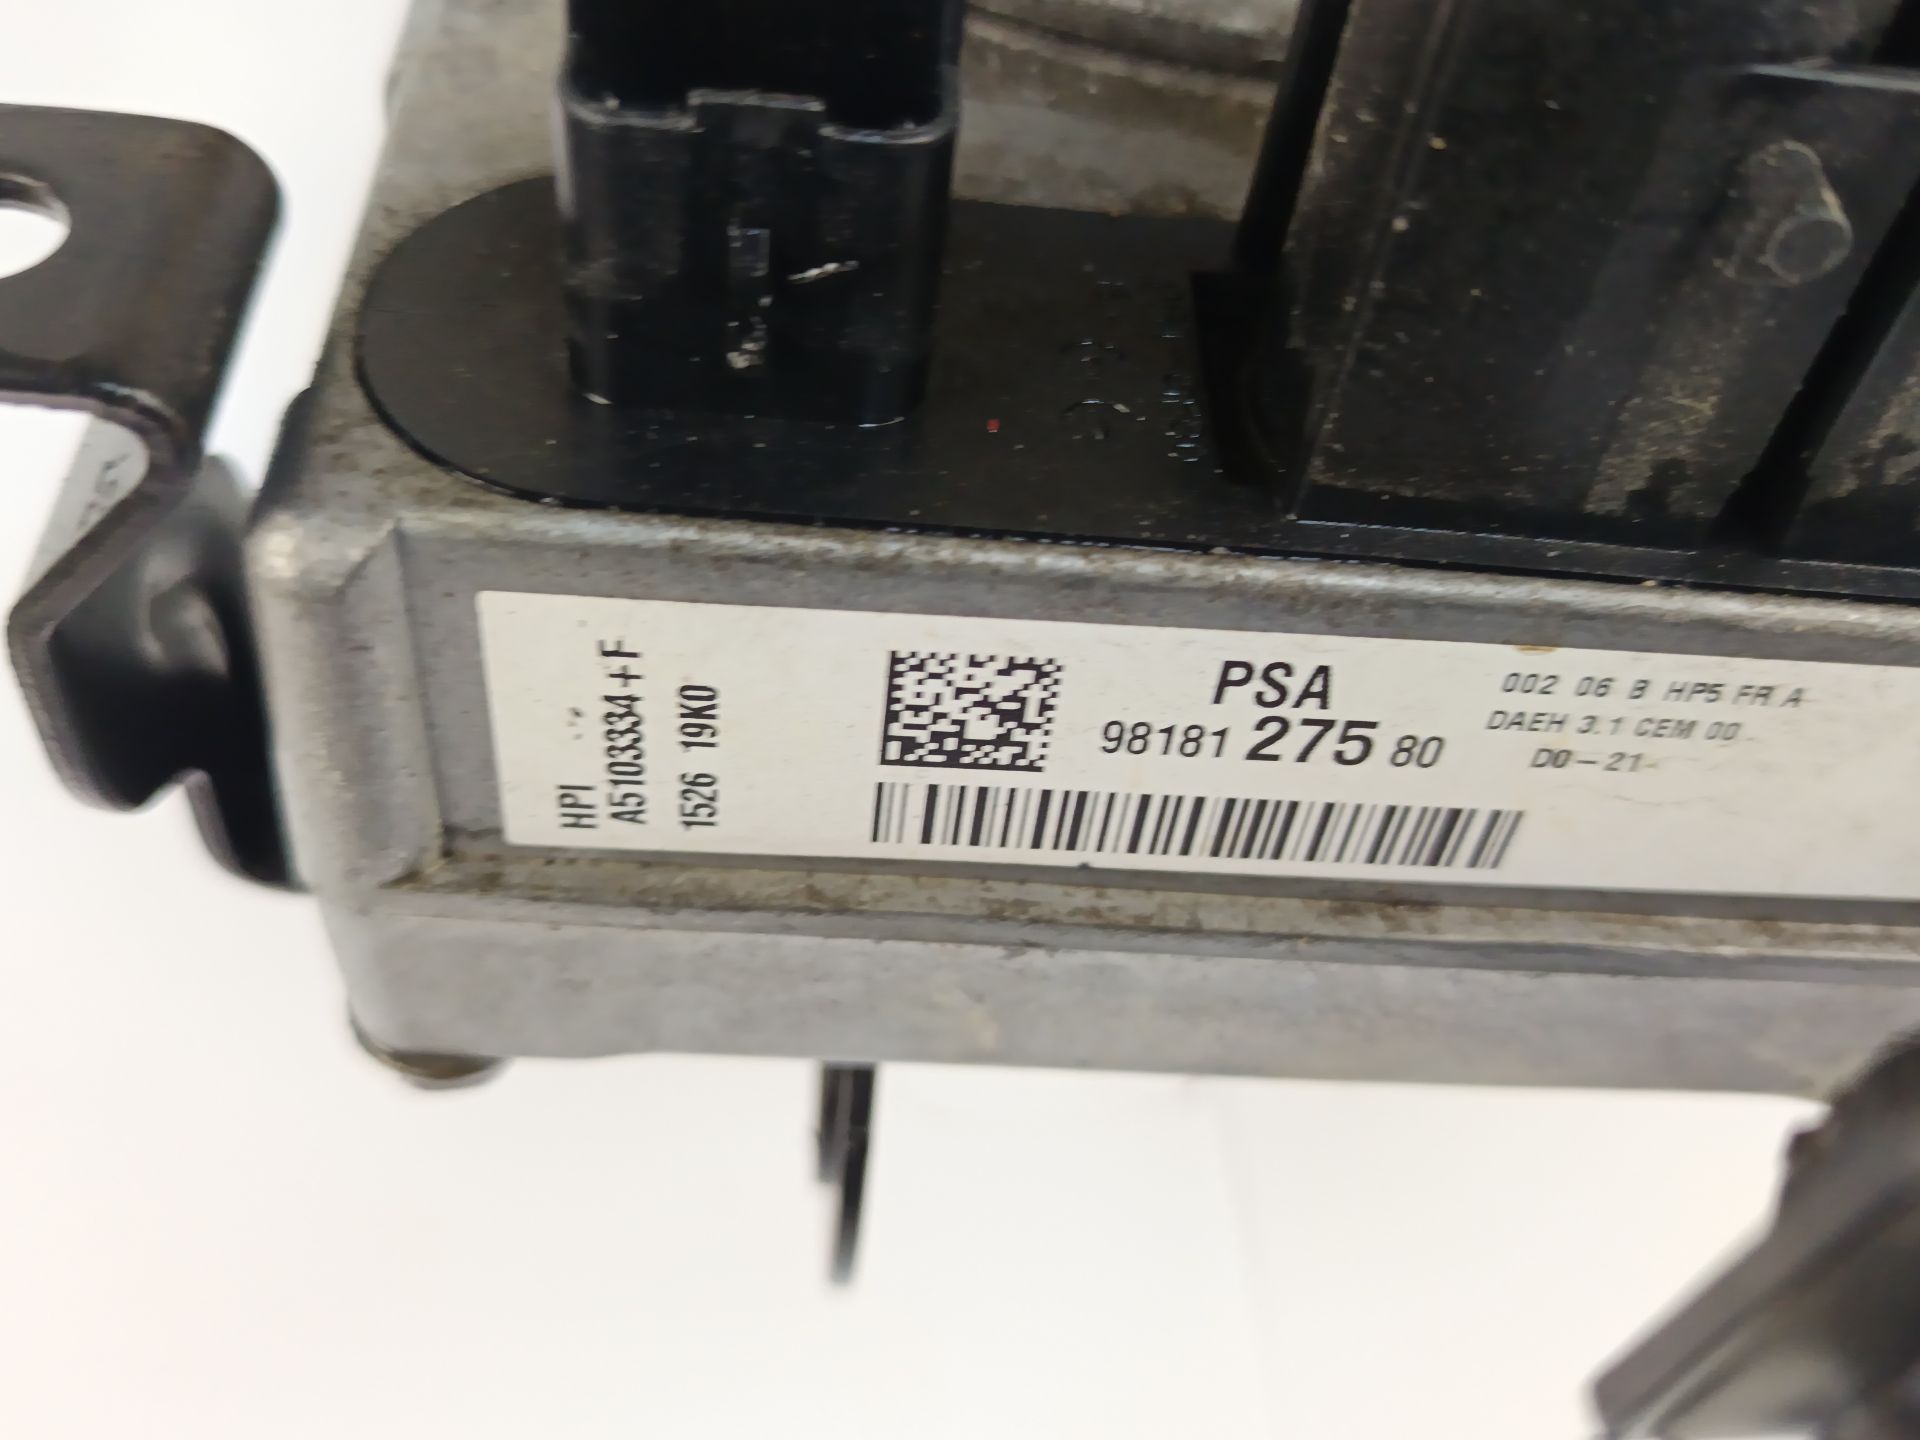 HPI
A5103334+F
1526 19K0
PSA
98181 275 80
002 06 B HP5 FR A
DAEH 3.1 CEM 00
D0-21